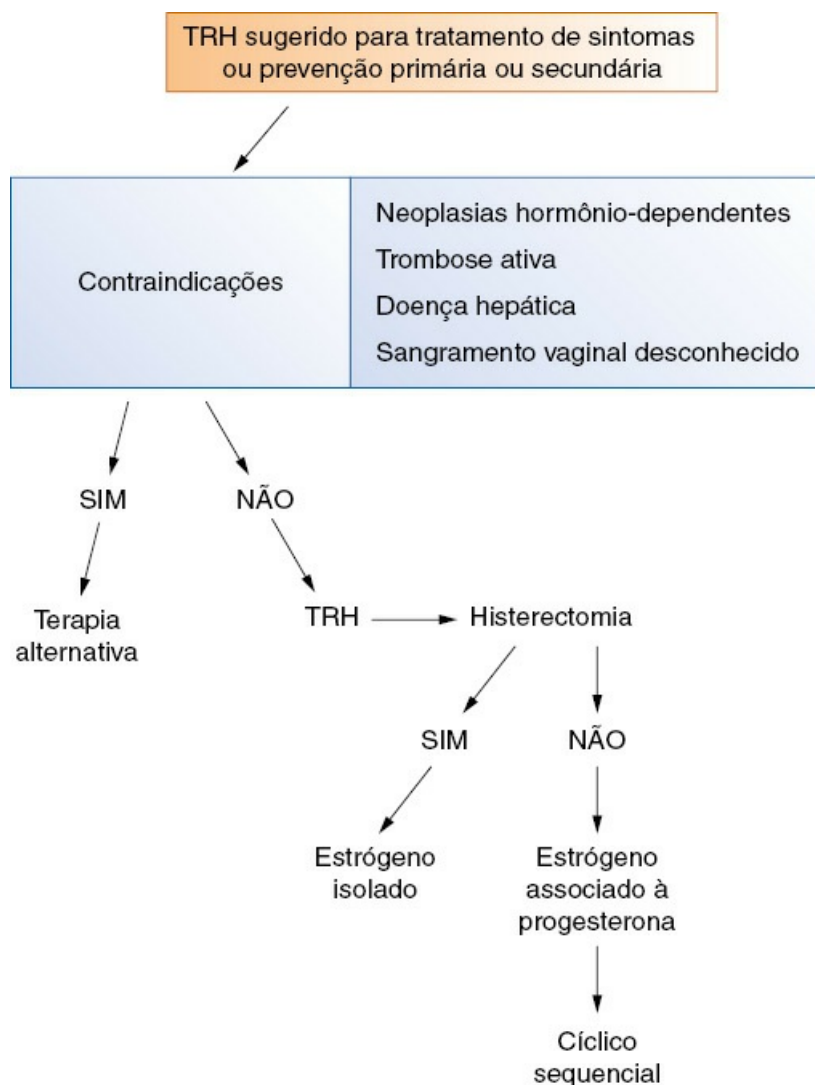 TRH sugerido para tratamento de sintomas
ou prevenção primária ou secundária
Contraindicações
Neoplasias hormônio-dependentes
Trombose ativa
Doença hepática
Sangramento vaginal desconhecido
SIM
NÃO
Terapia
alternativa
TRH
Histerectomia
SIM
NÃO
Estrógeno
isolado
Estrógeno
associado à
progesterona
Cíclico
sequencial